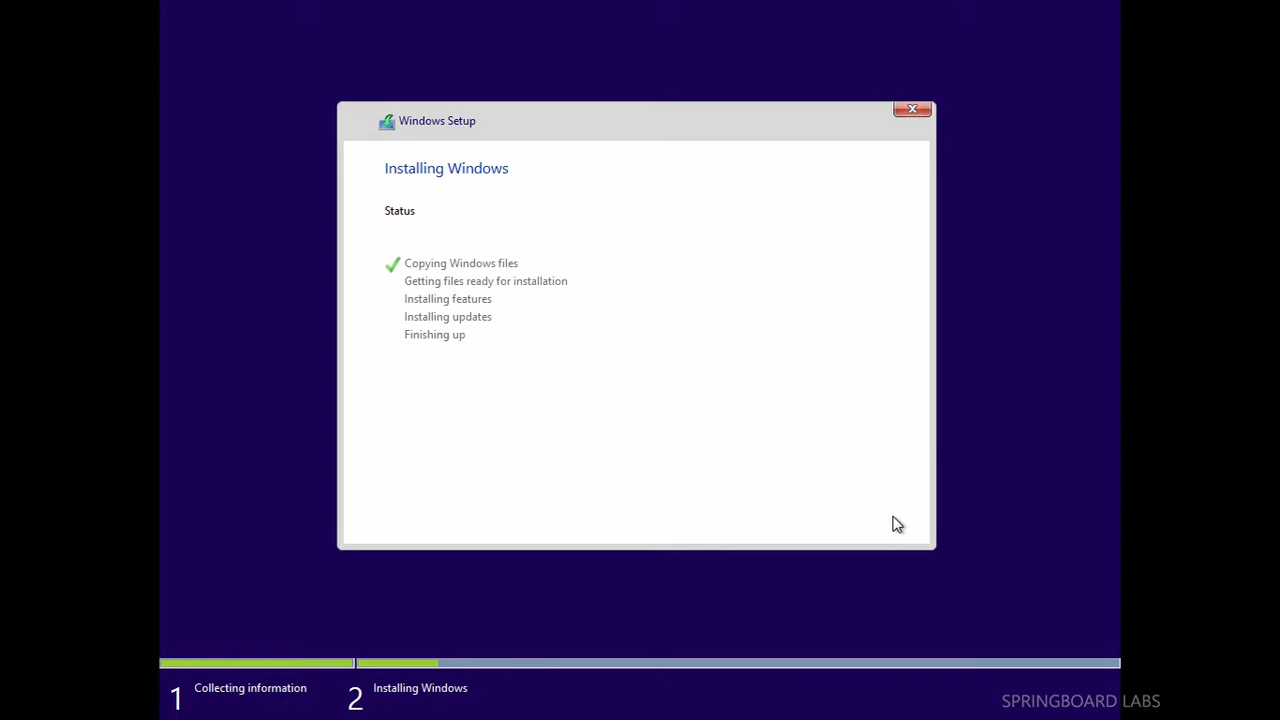 Windows Setup
Installing Windows
Status
Copying Windows files
Getting files ready for installation
Installing features
Installing updates
Finishing up
1 Collecting information
2 Installing Windows
SPRINGBOARD LABS